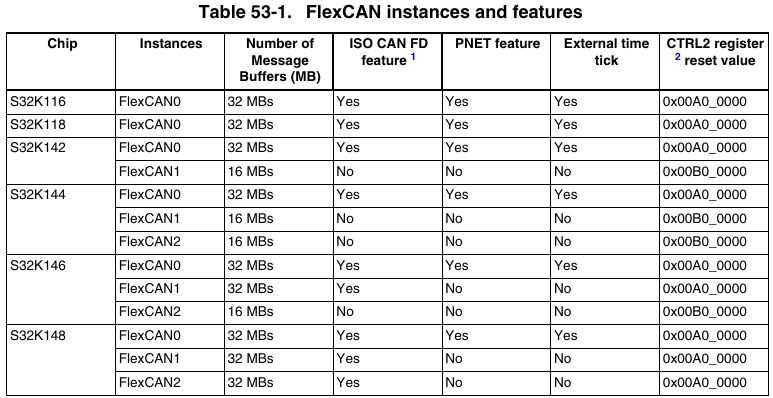 Table 53-1. FlexCAN instances and features
Chip Instances Number of Message Buffers (MB) ISO CAN FD feature 1 PNET feature External time tick CTRL2 register 2 reset value
S32K116 FlexCAN0 32 MBs Yes Yes Yes 0x00A0_0000
S32K118 FlexCAN0 32 MBs Yes Yes Yes 0x00A0_0000
S32K142 FlexCAN0 32 MBs Yes Yes Yes 0x00A0_0000
FlexCAN1 16 MBs No No No 0x00B0_0000
S32K144 FlexCAN0 32 MBs Yes Yes Yes 0x00A0_0000
FlexCAN1 16 MBs No No No 0x00B0_0000
FlexCAN2 16 MBs No No No 0x00B0_0000
S32K146 FlexCAN0 32 MBs Yes Yes Yes 0x00A0_0000
FlexCAN1 32 MBs Yes No No 0x00A0_0000
FlexCAN2 16 MBs No No No 0x00B0_0000
S32K148 FlexCAN0 32 MBs Yes Yes Yes 0x00A0_0000
FlexCAN1 32 MBs Yes No No 0x00A0_0000
FlexCAN2 32 MBs Yes No No 0x00A0_0000